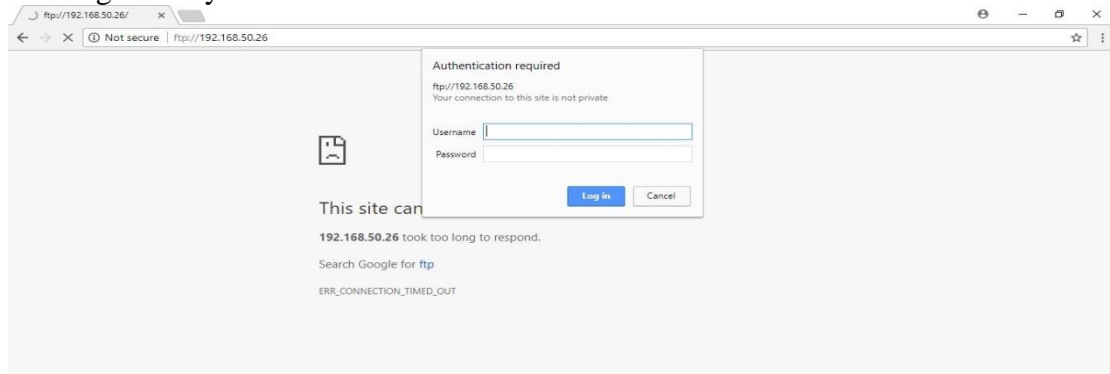 ftp://192.168.50.26/
Not secure | ftp://192.168.50.26
Authentication required
ftp://192.168.50.26
Your connection to this site is not private
Username
Password
Log in Cancel
This site can
192.168.50.26 took too long to respond.
Search Google for ftp
ERR_CONNECTION_TIMED_OUT